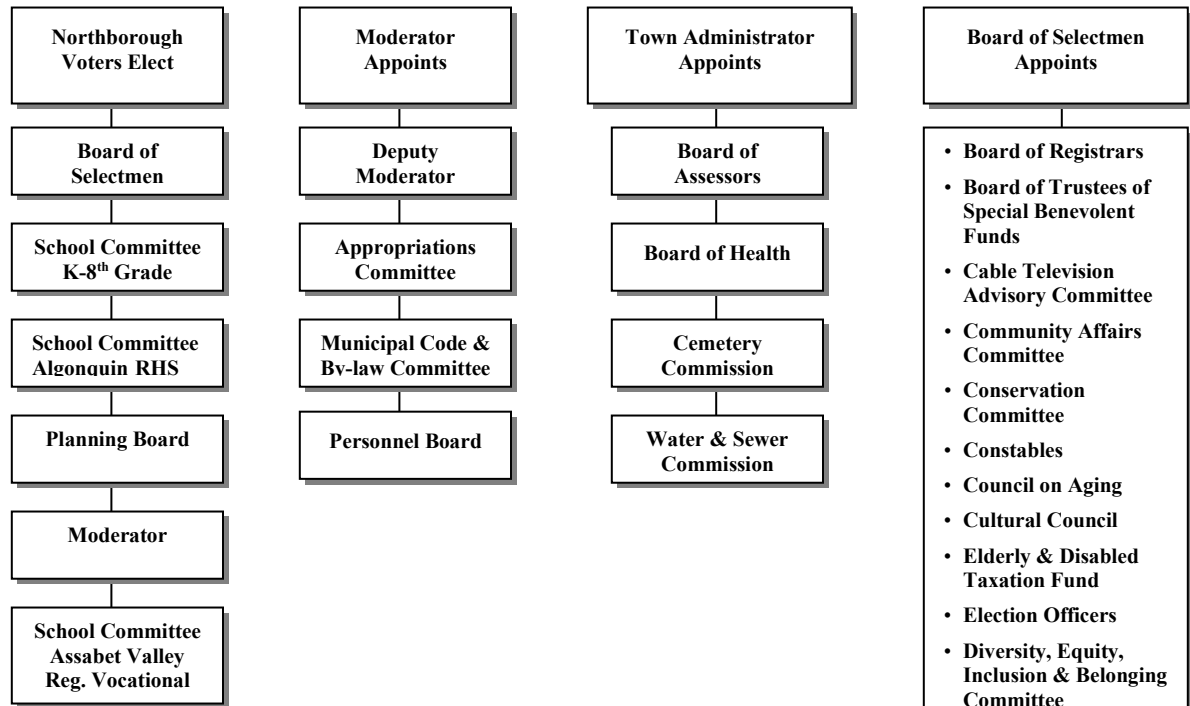 Northborough
Voters Elect
Board of
Selectmen
School Committee
K-8th Grade
School Committee
Algonquin RHS
Planning Board
Moderator
School Committee
Assabet Valley
Reg. Vocational
Moderator
Appoints
Deputy
Moderator
Appropriations
Committee
Municipal Code &
By-law Committee
Personnel Board
Town Administrator
Appoints
Board of
Assessors
Board of Health
Cemetery
Commission
Water & Sewer
Commission
Board of Selectmen
Appoints
• Board of Registrars
• Board of Trustees of
Special Benevolent
Funds
• Cable Television
Advisory Committee
• Community Affairs
Committee
• Conservation
Committee
• Constables
• Council on Aging
• Cultural Council
• Elderly & Disabled
Taxation Fund
• Election Officers
• Diversity, Equity,
Inclusion & Belonging
Committee